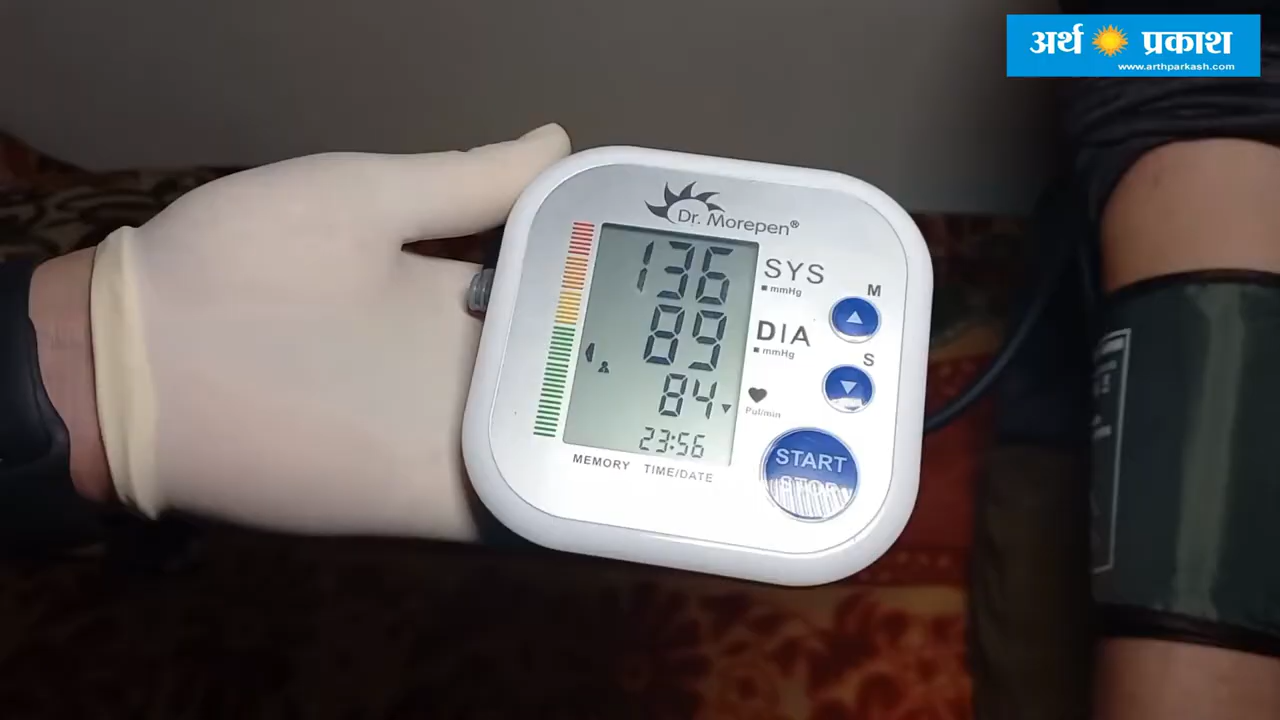 अर्थ प्रकाश
www.arthparkash.com
Dr. Morepen®
136
SYS
mmHg
M
89
DIA
mmHg
S
84
Pul/min
23:56
MEMORY TIME/DATE
START
STOP